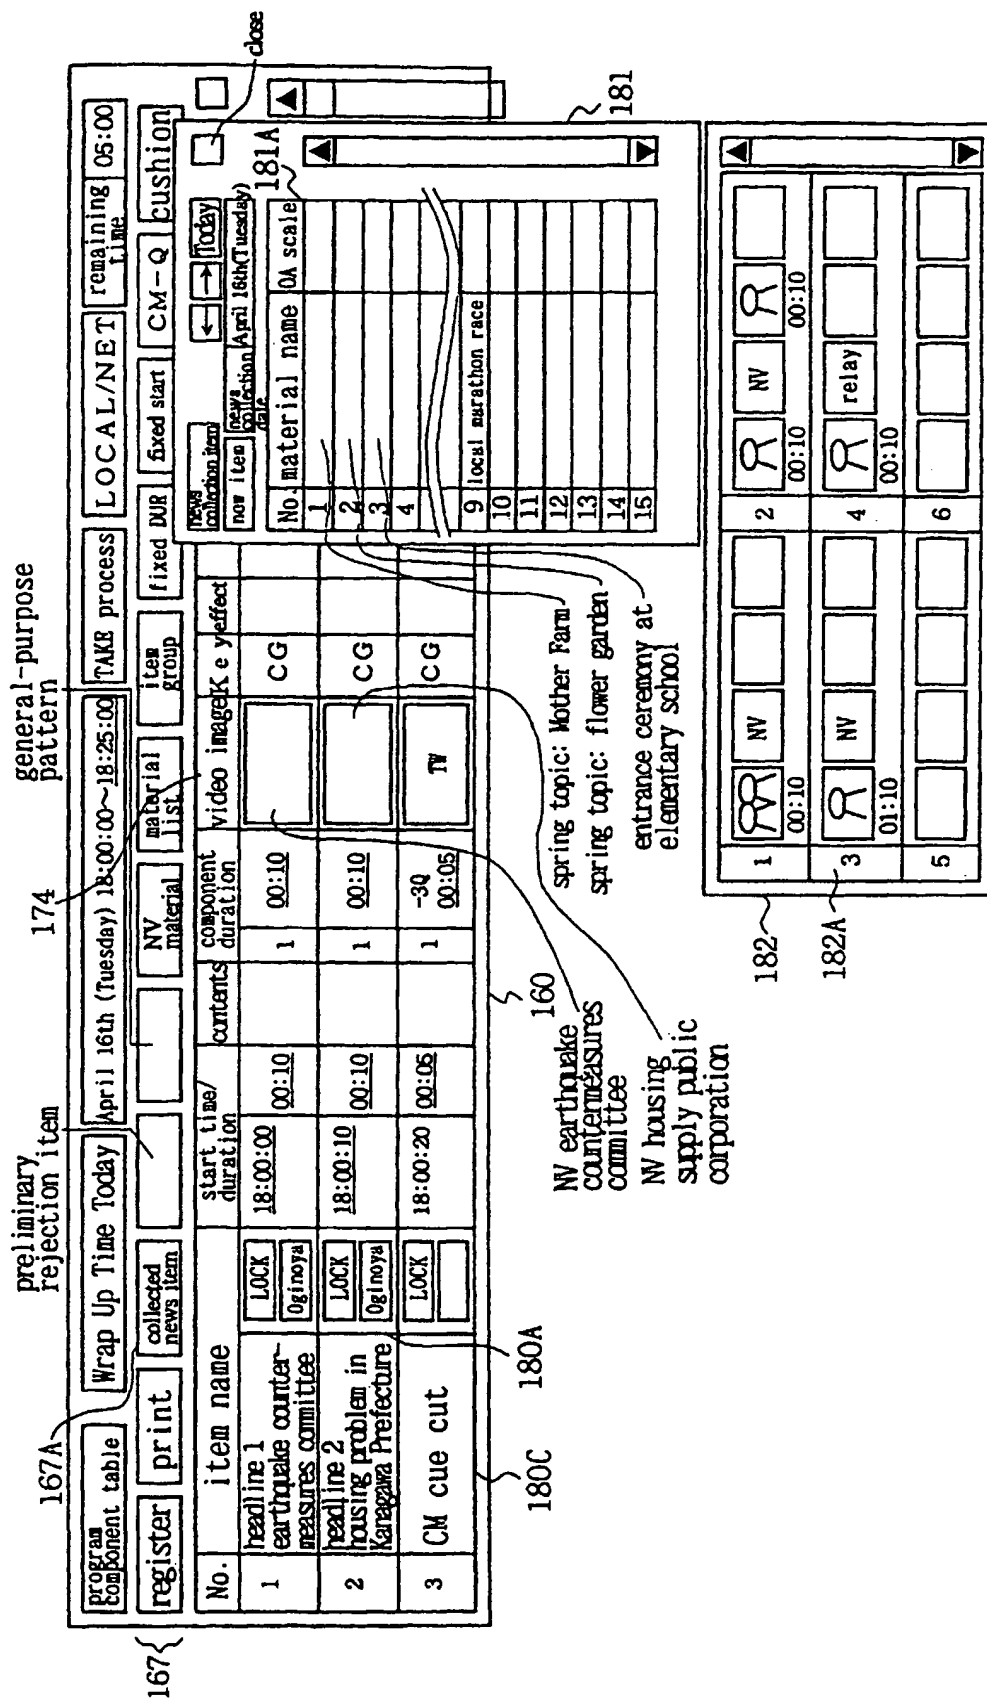 preliminary
rejection item
general-purpose
pattern
167A
174
program
component table
Wrap Up Time Today
April 16th (Tuesday) 18:00:00~18:25:00
TAKE process
LOCAL/NET
remaining
time
05:00
167
register
print
collected
news item
NV
material
material
list
item
group
fixed DUR
fixed start
CM-Q
cushion
close
No.
item name
start time/
duration
contents
component
duration
video image
Key
effect
1
headline 1
earthquake counter-
measures committee
LOCK
Oginoya
18:00:00
00:10
1
00:10
CG
2
headline 2
housing problem in
Kanagawa Prefecture
LOCK
Oginoya
18:00:10
00:10
1
00:10
CG
3
CM cue cut
LOCK
18:00:20
00:05
1
-3Q
00:05
TW
CG
180C
180A
160
NV earthquake
countermeasures
committee
NV housing
supply public
corporation
spring topic: Mother Farm
spring topic: flower garden
entrance ceremony at
elementary school
news
collection item
←
→
Today
new item
news
collection
date
April 16th(Tuesday)
181A
181
No.
material name
OA scale
1
2
3
4
9
local marathon race
10
11
12
13
14
15
182
182A
1
00:10
NV
2
00:10
NV
00:10
3
01:10
NV
4
00:10
relay
5
6